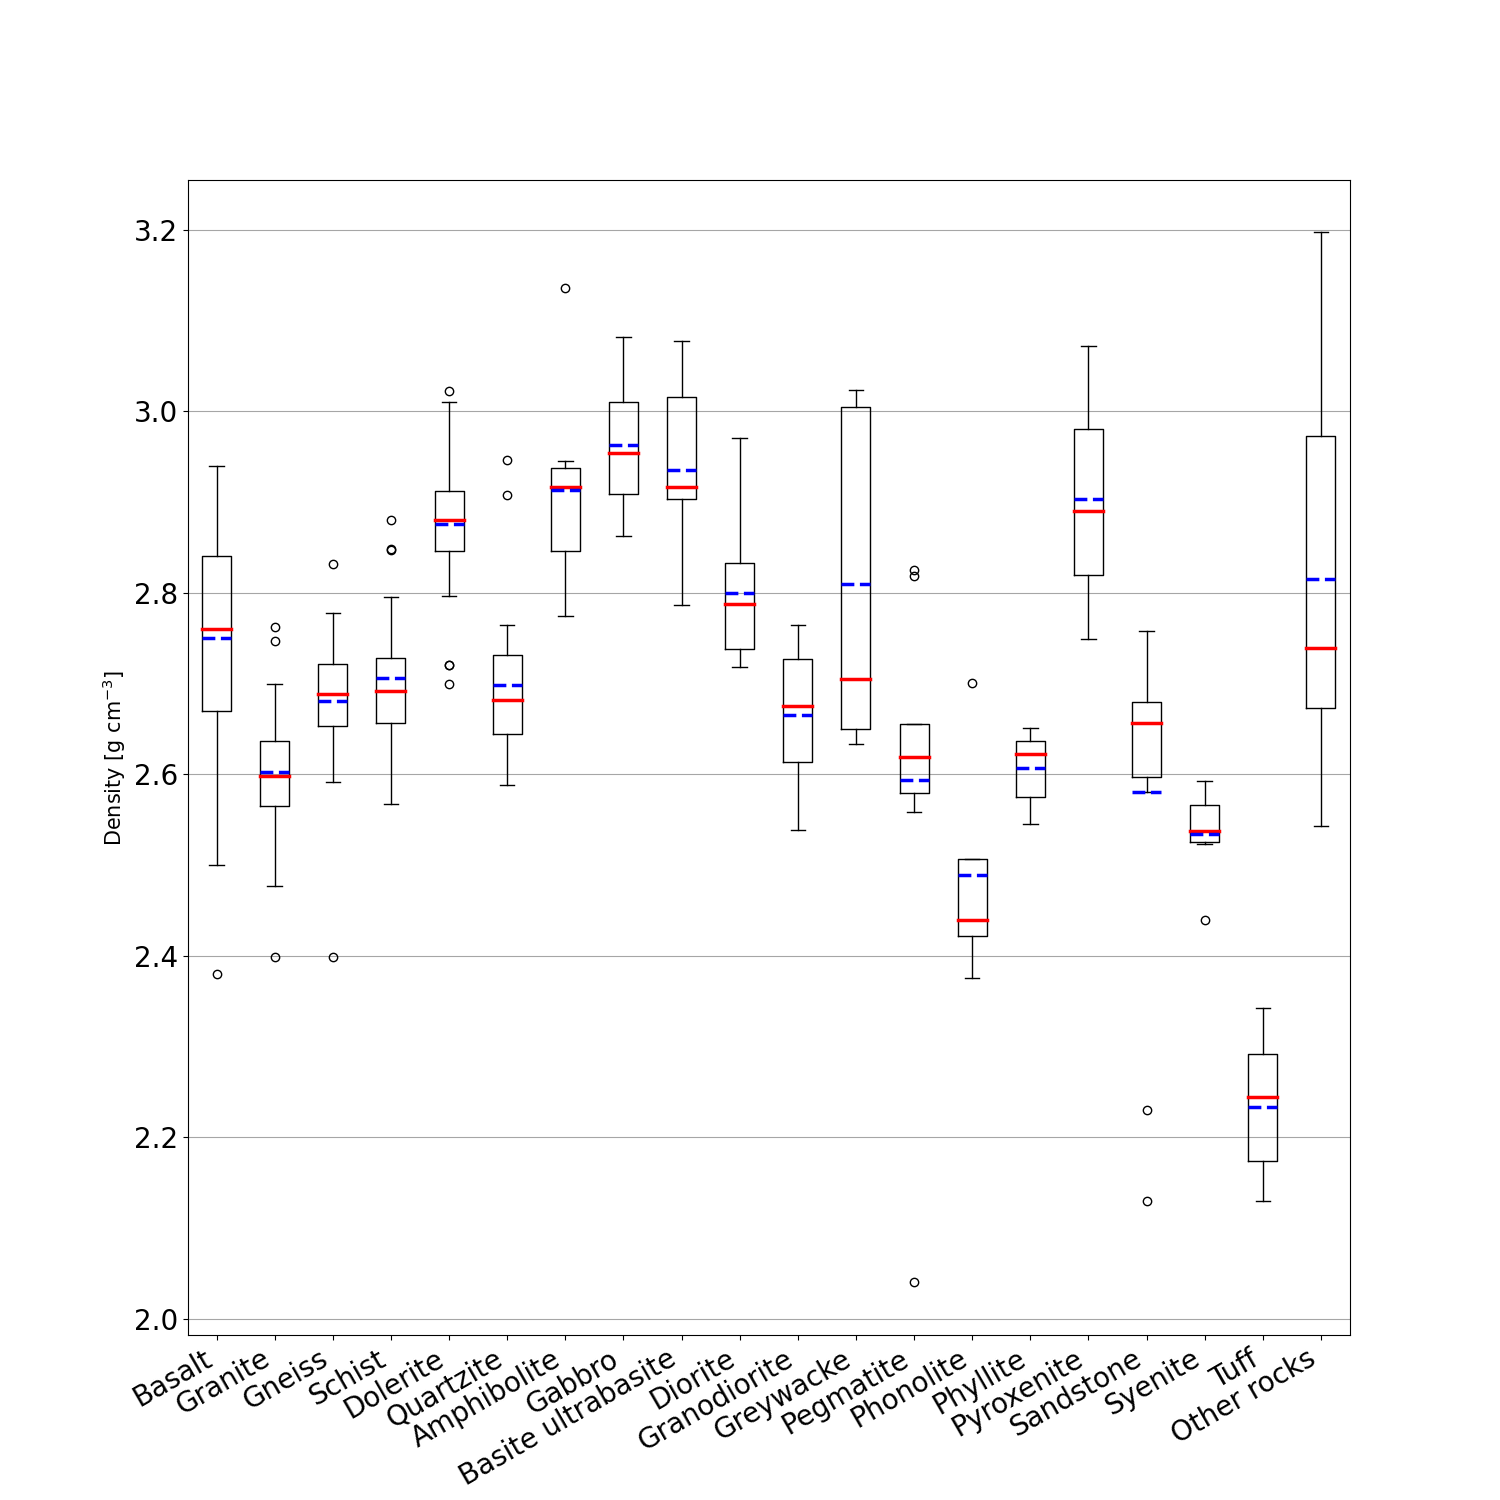 3.2
3.0
2.8
2.6
2.4
2.2
2.0
Density [g cm⁻³]
Basalt
Granite
Gneiss
Schist
Dolerite
Quartzite
Amphibolite
Gabbro
Basite ultrabasite
Diorite
Granodiorite
Greywacke
Pegmatite
Phonolite
Phyllite
Pyroxenite
Sandstone
Syenite
Tuff
Other rocks